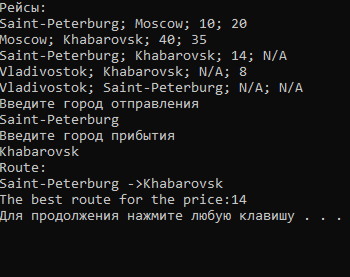 Рейсы:
Saint-Peterburg; Moscow; 10; 20
Moscow; Khabarovsk; 40; 35
Saint-Peterburg; Khabarovsk; 14; N/A
Vladivostok; Khabarovsk; N/A; 8
Vladivostok; Saint-Peterburg; N/A; N/A
Введите город отправления
Saint-Peterburg
Введите город прибытия
Khabarovsk
Route:
Saint-Peterburg ->Khabarovsk
The best route for the price:14
Для продолжения нажмите любую клавишу . . .